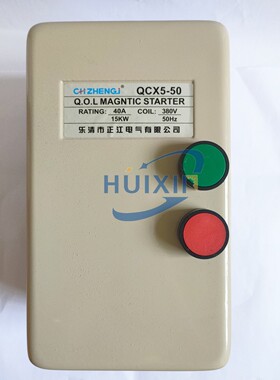 CHZHENGJ QCX5-50
Q.O.L MAGNTIC STARTER
RATING: 40A COIL: 380V
15KW 50Hz
乐清市正江电气有限公司
HUIXIN